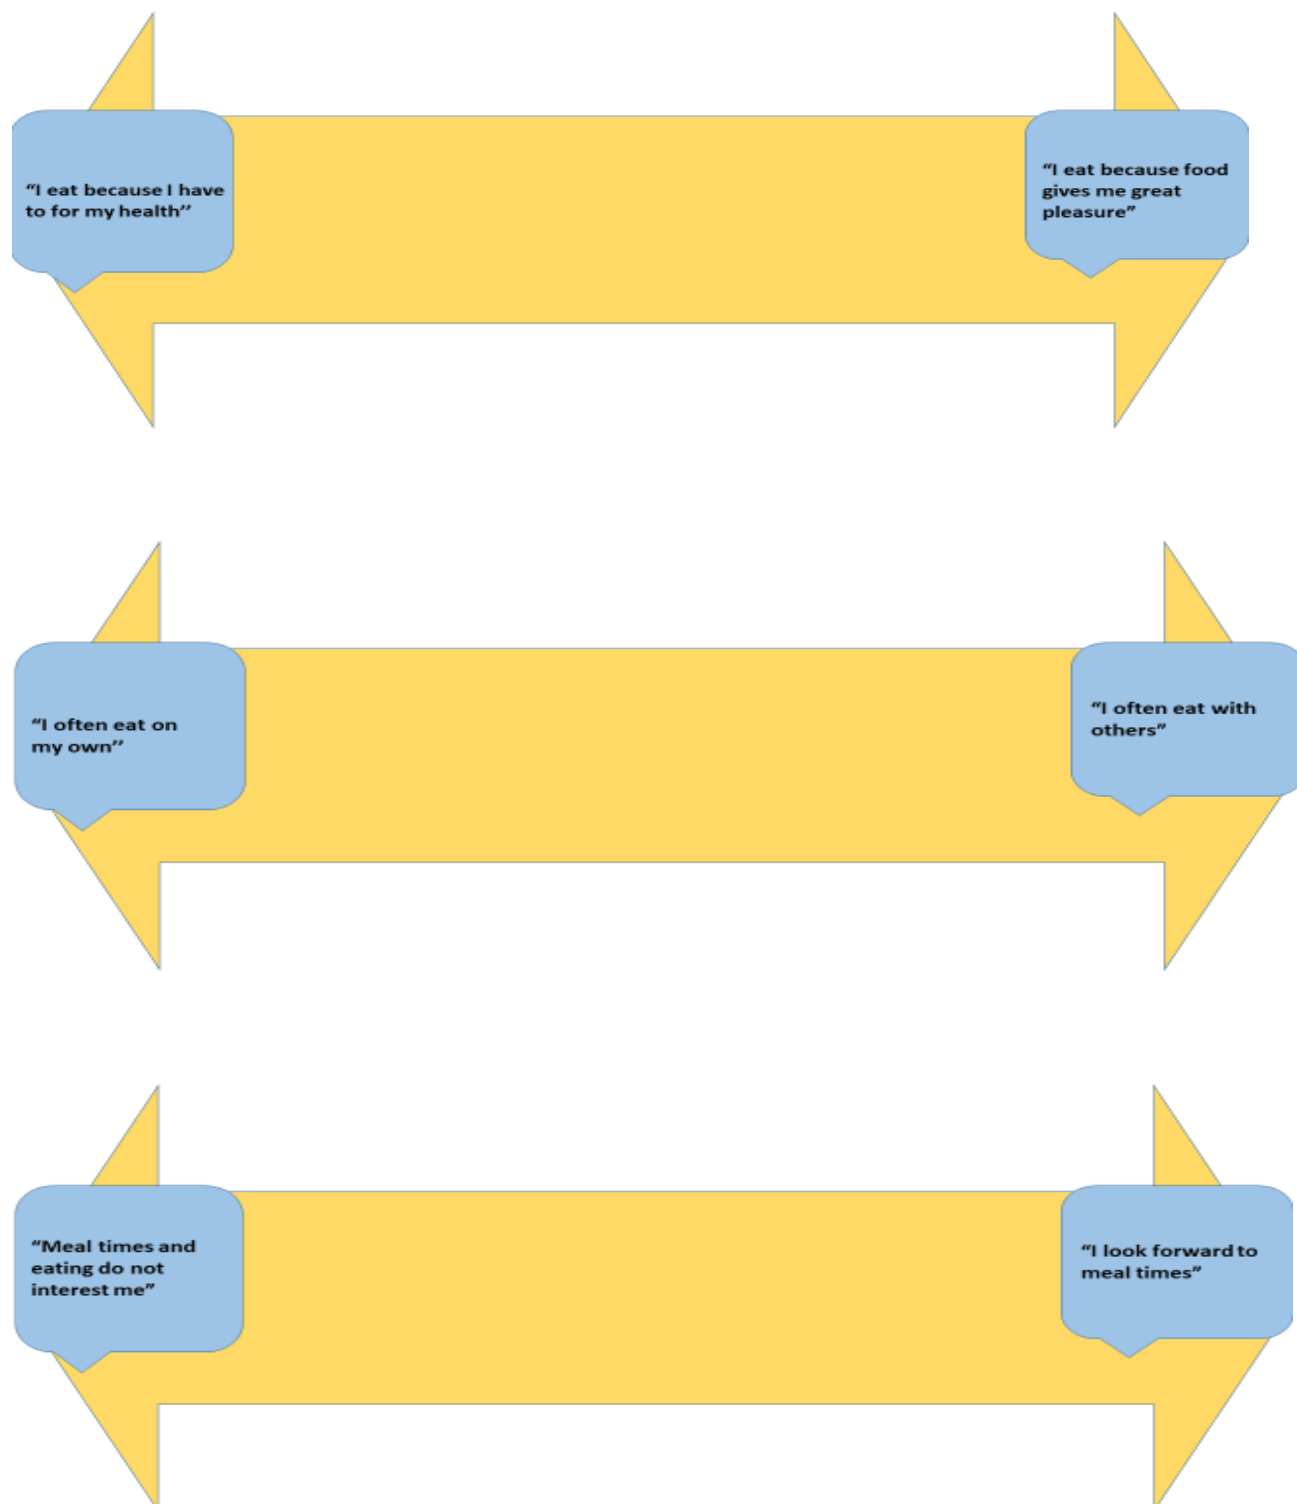 “I eat because I have
to for my health’’
“I eat because food
gives me great
pleasure”
“I often eat on
my own’’
“I often eat with
others”
“Meal times and
eating do not
interest me”
“I look forward to
meal times”